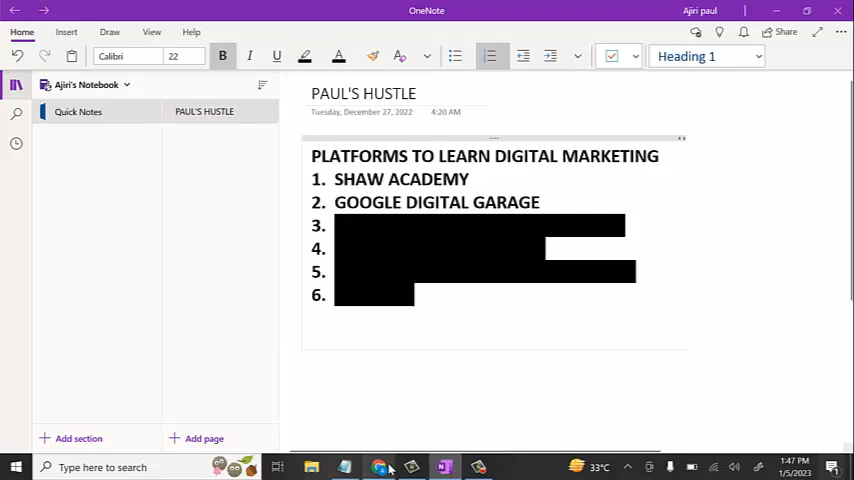 OneNote
Ajiri paul
Home Insert Draw View Help
Share
Calibri 22 B I U A A Heading 1
Ajiri's Notebook
Quick Notes
PAUL'S HUSTLE
PAUL'S HUSTLE
Tuesday, December 27, 2022 4:20 AM
PLATFORMS TO LEARN DIGITAL MARKETING
1. SHAW ACADEMY
2. GOOGLE DIGITAL GARAGE
3.
4.
5.
6.
+ Add section + Add page
Type here to search
33°C
1:47 PM
1/5/2023